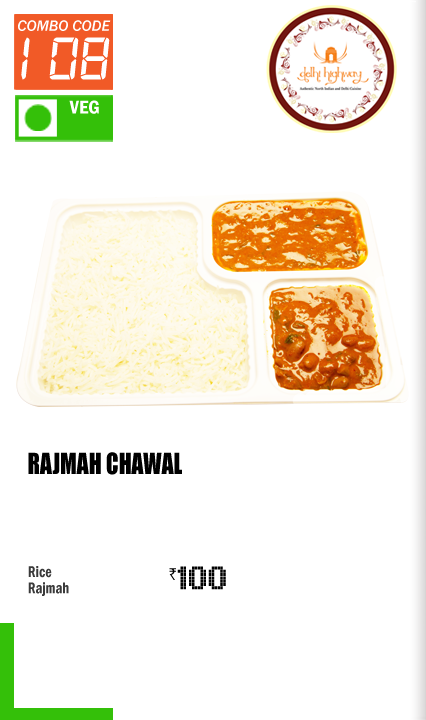 COMBO CODE
108
VEG
delhi highway
Authentic North Indian and Delhi Cuisine
RAJMAH CHAWAL
Rice
Rajmah
₹100